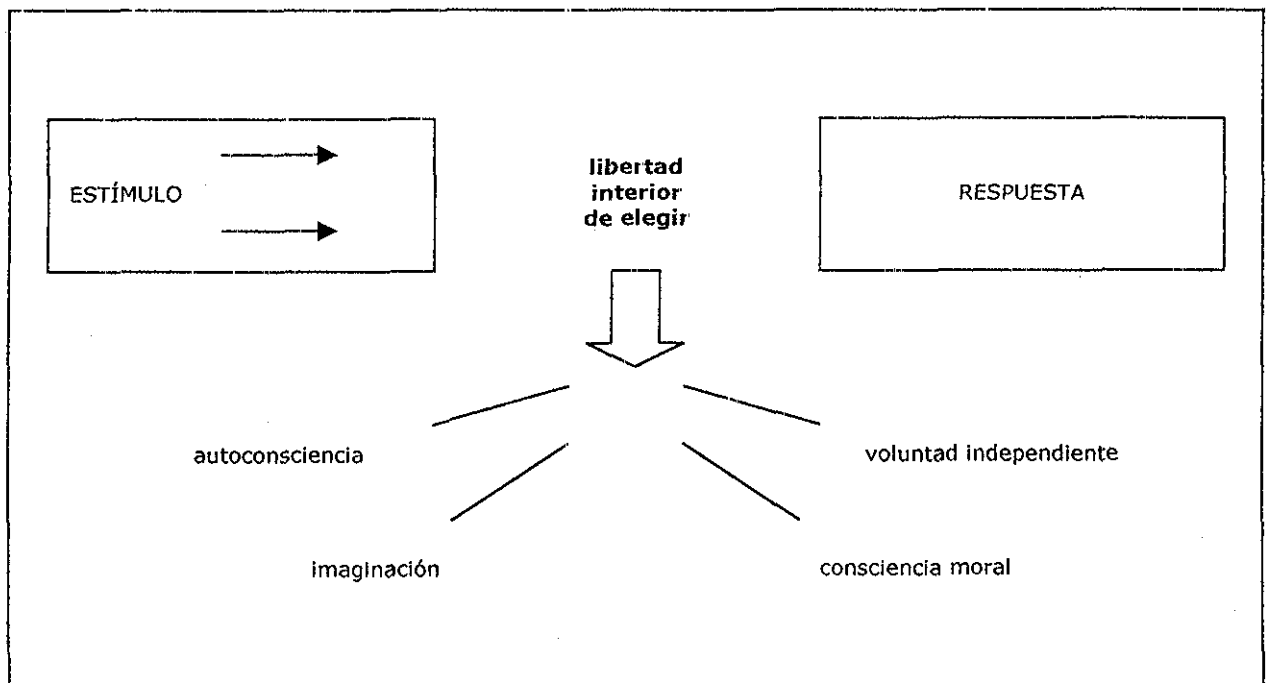 ESTÍMULO
libertad
interior
de elegir
RESPUESTA
autoconsciencia
voluntad independiente
imaginación
consciencia moral